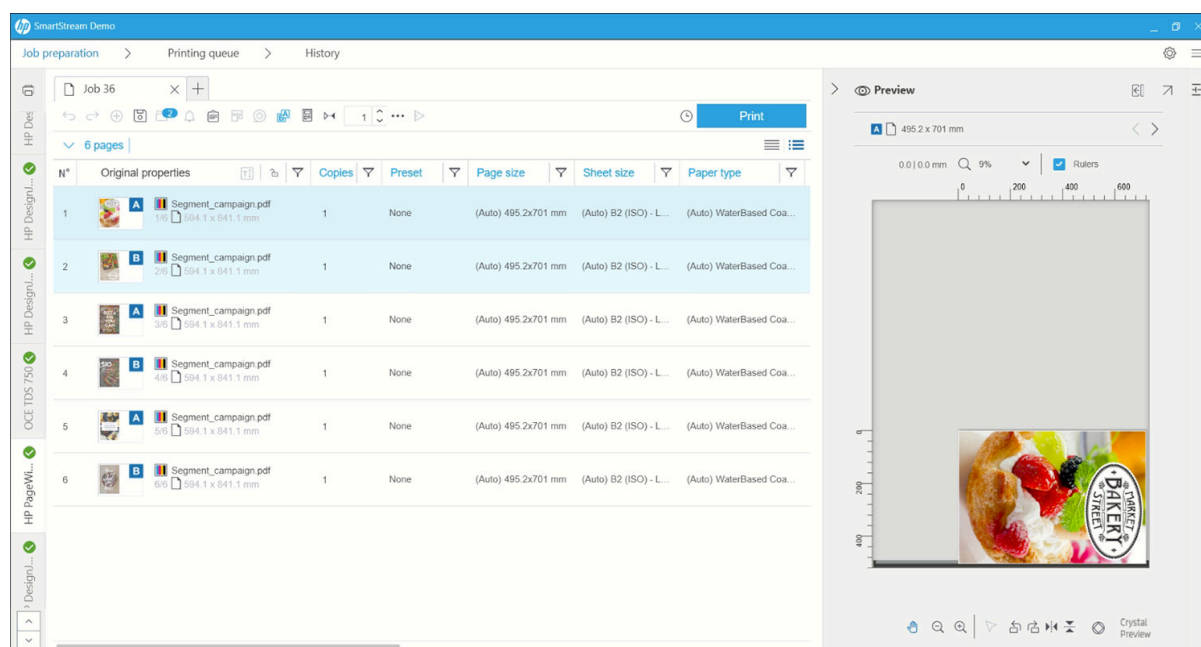 hp SmartStream Demo
Job preparation > Printing queue > History
Job 36
2
1
Print
6 pages
N° Original properties Copies Preset Page size Sheet size Paper type
1 A Segment_campaign.pdf 1 None (Auto) 495.2x701 mm (Auto) B2 (ISO) - L... (Auto) WaterBased Coa...
1/6 594.1 x 841.1 mm
2 B Segment_campaign.pdf 1 None (Auto) 495.2x701 mm (Auto) B2 (ISO) - L... (Auto) WaterBased Coa...
2/6 594.1 x 841.1 mm
3 A Segment_campaign.pdf 1 None (Auto) 495.2x701 mm (Auto) B2 (ISO) - L... (Auto) WaterBased Coa...
3/6 594.1 x 841.1 mm
4 B Segment_campaign.pdf 1 None (Auto) 495.2x701 mm (Auto) B2 (ISO) - L... (Auto) WaterBased Coa...
4/6 594.1 x 841.1 mm
5 A Segment_campaign.pdf 1 None (Auto) 495.2x701 mm (Auto) B2 (ISO) - L... (Auto) WaterBased Coa...
5/6 594.1 x 841.1 mm
6 B Segment_campaign.pdf 1 None (Auto) 495.2x701 mm (Auto) B2 (ISO) - L... (Auto) WaterBased Coa...
6/6 594.1 x 841.1 mm
HP Des
HP DesignJ...
HP DesignJ...
OCE TDS 750
HP PageWi...
DesignJ...
Preview
A 495.2 x 701 mm
0.0 | 0.0 mm 9% Rulers
0 200 400 600
0
200
400
MARKET
BAKERY
STREET
Crystal
Preview